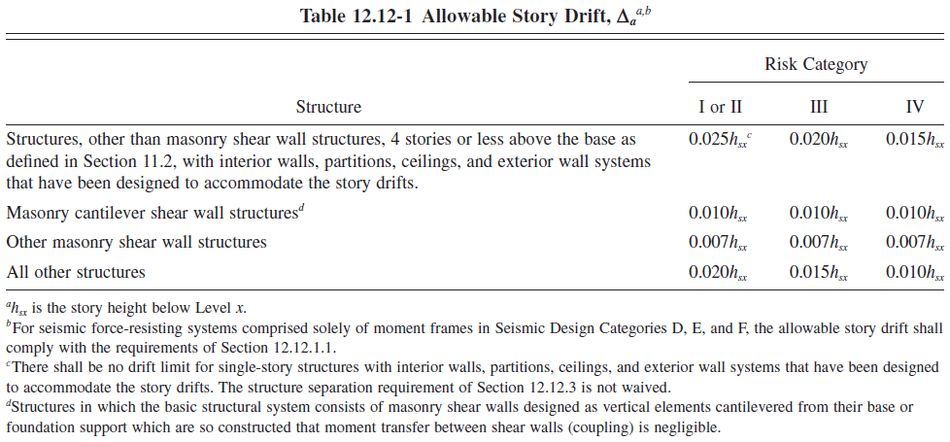 Table 12.12-1 Allowable Story Drift, Δₐᵃ,ᵇ
Risk Category
Structure I or II III IV
Structures, other than masonry shear wall structures, 4 stories or less above the base as 0.025hₛₓᶜ 0.020hₛₓ 0.015hₛₓ
defined in Section 11.2, with interior walls, partitions, ceilings, and exterior wall systems
that have been designed to accommodate the story drifts.
Masonry cantilever shear wall structuresᵈ 0.010hₛₓ 0.010hₛₓ 0.010hₛₓ
Other masonry shear wall structures 0.007hₛₓ 0.007hₛₓ 0.007hₛₓ
All other structures 0.020hₛₓ 0.015hₛₓ 0.010hₛₓ
ᵃhₛₓ is the story height below Level x.
ᵇFor seismic force-resisting systems comprised solely of moment frames in Seismic Design Categories D, E, and F, the allowable story drift shall
comply with the requirements of Section 12.12.1.1.
ᶜThere shall be no drift limit for single-story structures with interior walls, partitions, ceilings, and exterior wall systems that have been designed
to accommodate the story drifts. The structure separation requirement of Section 12.12.3 is not waived.
ᵈStructures in which the basic structural system consists of masonry shear walls designed as vertical elements cantilevered from their base or
foundation support which are so constructed that moment transfer between shear walls (coupling) is negligible.